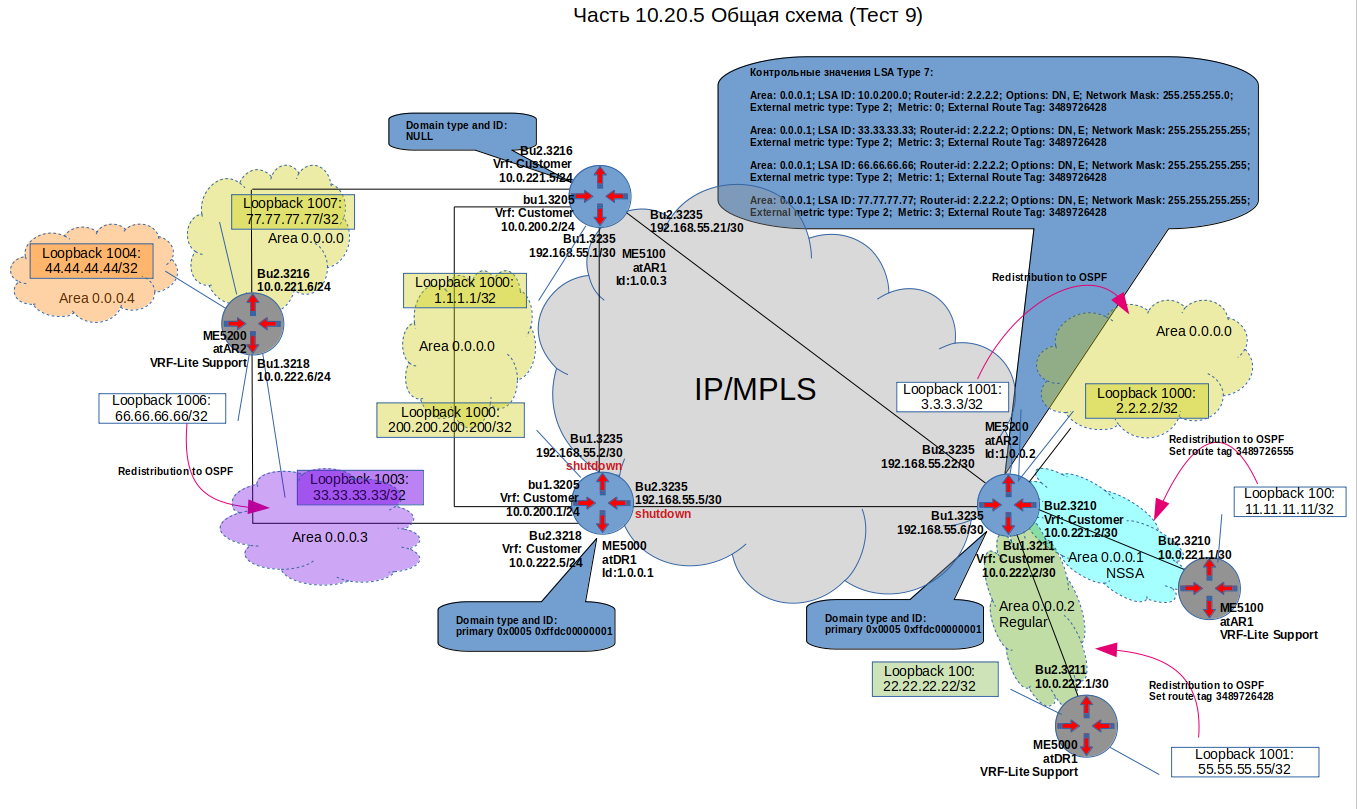 Часть 10.20.5 Общая схема (Тест 9)
Контрольные значения LSA Type 7:
Area: 0.0.0.1; LSA ID: 10.0.200.0; Router-id: 2.2.2.2; Options: DN, E; Network Mask: 255.255.255.0;
External metric type: Type 2;  Metric: 0; External Route Tag: 3489726428
Area: 0.0.0.1; LSA ID: 33.33.33.33; Router-id: 2.2.2.2; Options: DN, E; Network Mask: 255.255.255.255;
External metric type: Type 2;  Metric: 3; External Route Tag: 3489726428
Area: 0.0.0.1; LSA ID: 66.66.66.66; Router-id: 2.2.2.2; Options: DN, E; Network Mask: 255.255.255.255;
External metric type: Type 2;  Metric: 1; External Route Tag: 3489726428
Area: 0.0.0.1; LSA ID: 77.77.77.77; Router-id: 2.2.2.2; Options: DN, E; Network Mask: 255.255.255.255;
External metric type: Type 2;  Metric: 3; External Route Tag: 3489726428
Domain type and ID:
NULL
Bu2.3216
Vrf: Customer
10.0.221.5/24
bu1.3205
Vrf: Customer
10.0.200.2/24
Bu1.3235
192.168.55.1/30
Bu2.3235
192.168.55.21/30
ME5100
atAR1
Id:1.0.0.3
Loopback 1007:
77.77.77.77/32
Area 0.0.0.0
Loopback 1004:
44.44.44.44/32
Area 0.0.0.4
Bu2.3216
10.0.221.6/24
ME5200
atAR2
VRF-Lite Support
Bu1.3218
10.0.222.6/24
Loopback 1000:
1.1.1.1/32
Area 0.0.0.0
Loopback 1000:
200.200.200.200/32
IP/MPLS
Redistribution to OSPF
Area 0.0.0.0
Loopback 1001:
3.3.3.3/32
Loopback 1000:
2.2.2.2/32
Loopback 1006:
66.66.66.66/32
Redistribution to OSPF
Loopback 1003:
33.33.33.33/32
Area 0.0.0.3
Bu1.3235
192.168.55.2/30
shutdown
bu1.3205
Vrf: Customer
10.0.200.1/24
Bu2.3235
192.168.55.5/30
shutdown
Bu2.3218
Vrf: Customer
10.0.222.5/24
ME5000
atDR1
Id:1.0.0.1
Domain type and ID:
primary 0x0005 0xffdc00000001
ME5200
atAR2
Id:1.0.0.2
Bu2.3235
192.168.55.22/30
Bu1.3235
192.168.55.6/30
Redistribution to OSPF
Set route tag 3489726555
Loopback 100:
11.11.11.11/32
Bu2.3210
Vrf: Customer
10.0.221.2/30
Area 0.0.0.1
NSSA
Bu2.3210
10.0.221.1/30
Bu1.3211
Vrf: Customer
10.0.222.2/30
ME5100
atAR1
VRF-Lite Support
Area 0.0.0.2
Regular
Domain type and ID:
primary 0x0005 0xffdc00000001
Loopback 100:
22.22.22.22/32
Bu2.3211
10.0.222.1/30
Redistribution to OSPF
Set route tag 3489726428
ME5000
atDR1
VRF-Lite Support
Loopback 1001:
55.55.55.55/32